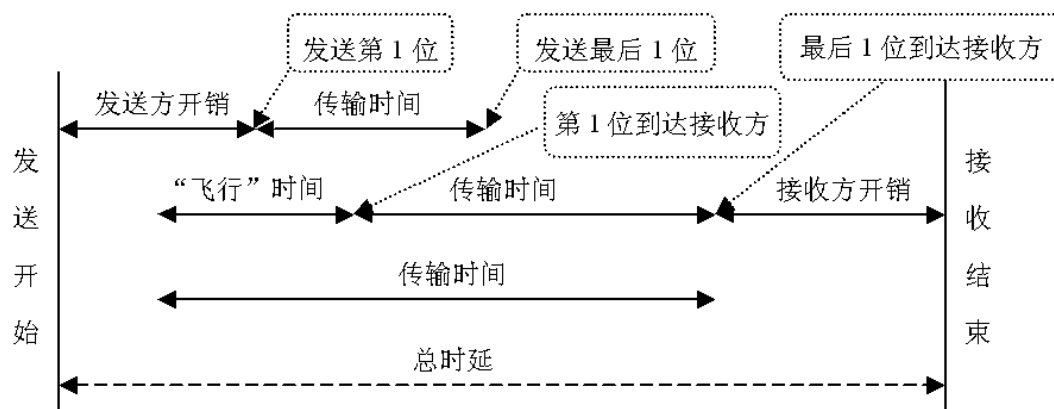 发送第 1 位
发送最后 1 位
最后 1 位到达接收方
发送方开销
传输时间
第 1 位到达接收方
“飞行”时间
传输时间
接收方开销
传输时间
总时延
发送开始
接收结束